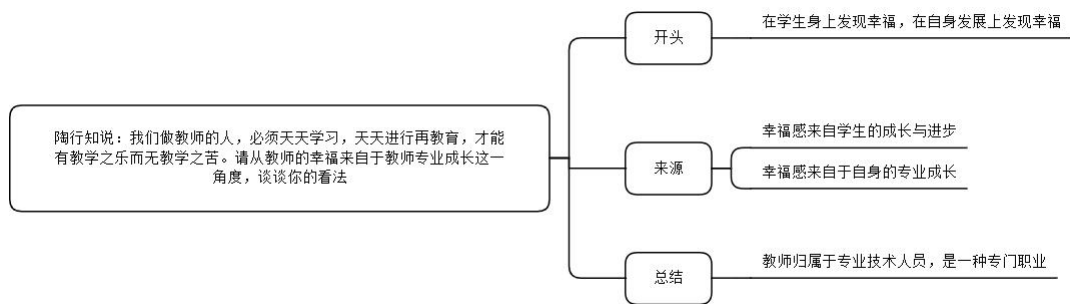 陶行知说：我们做教师的人，必须天天学习，天天进行再教育，才能
有教学之乐而无教学之苦。请从教师的幸福来自于教师专业成长这一
角度，谈谈你的看法
开头
在学生身上发现幸福，在自身发展上发现幸福
来源
幸福感来自学生的成长与进步
幸福感来自于自身的专业成长
总结
教师归属于专业技术人员，是一种专门职业